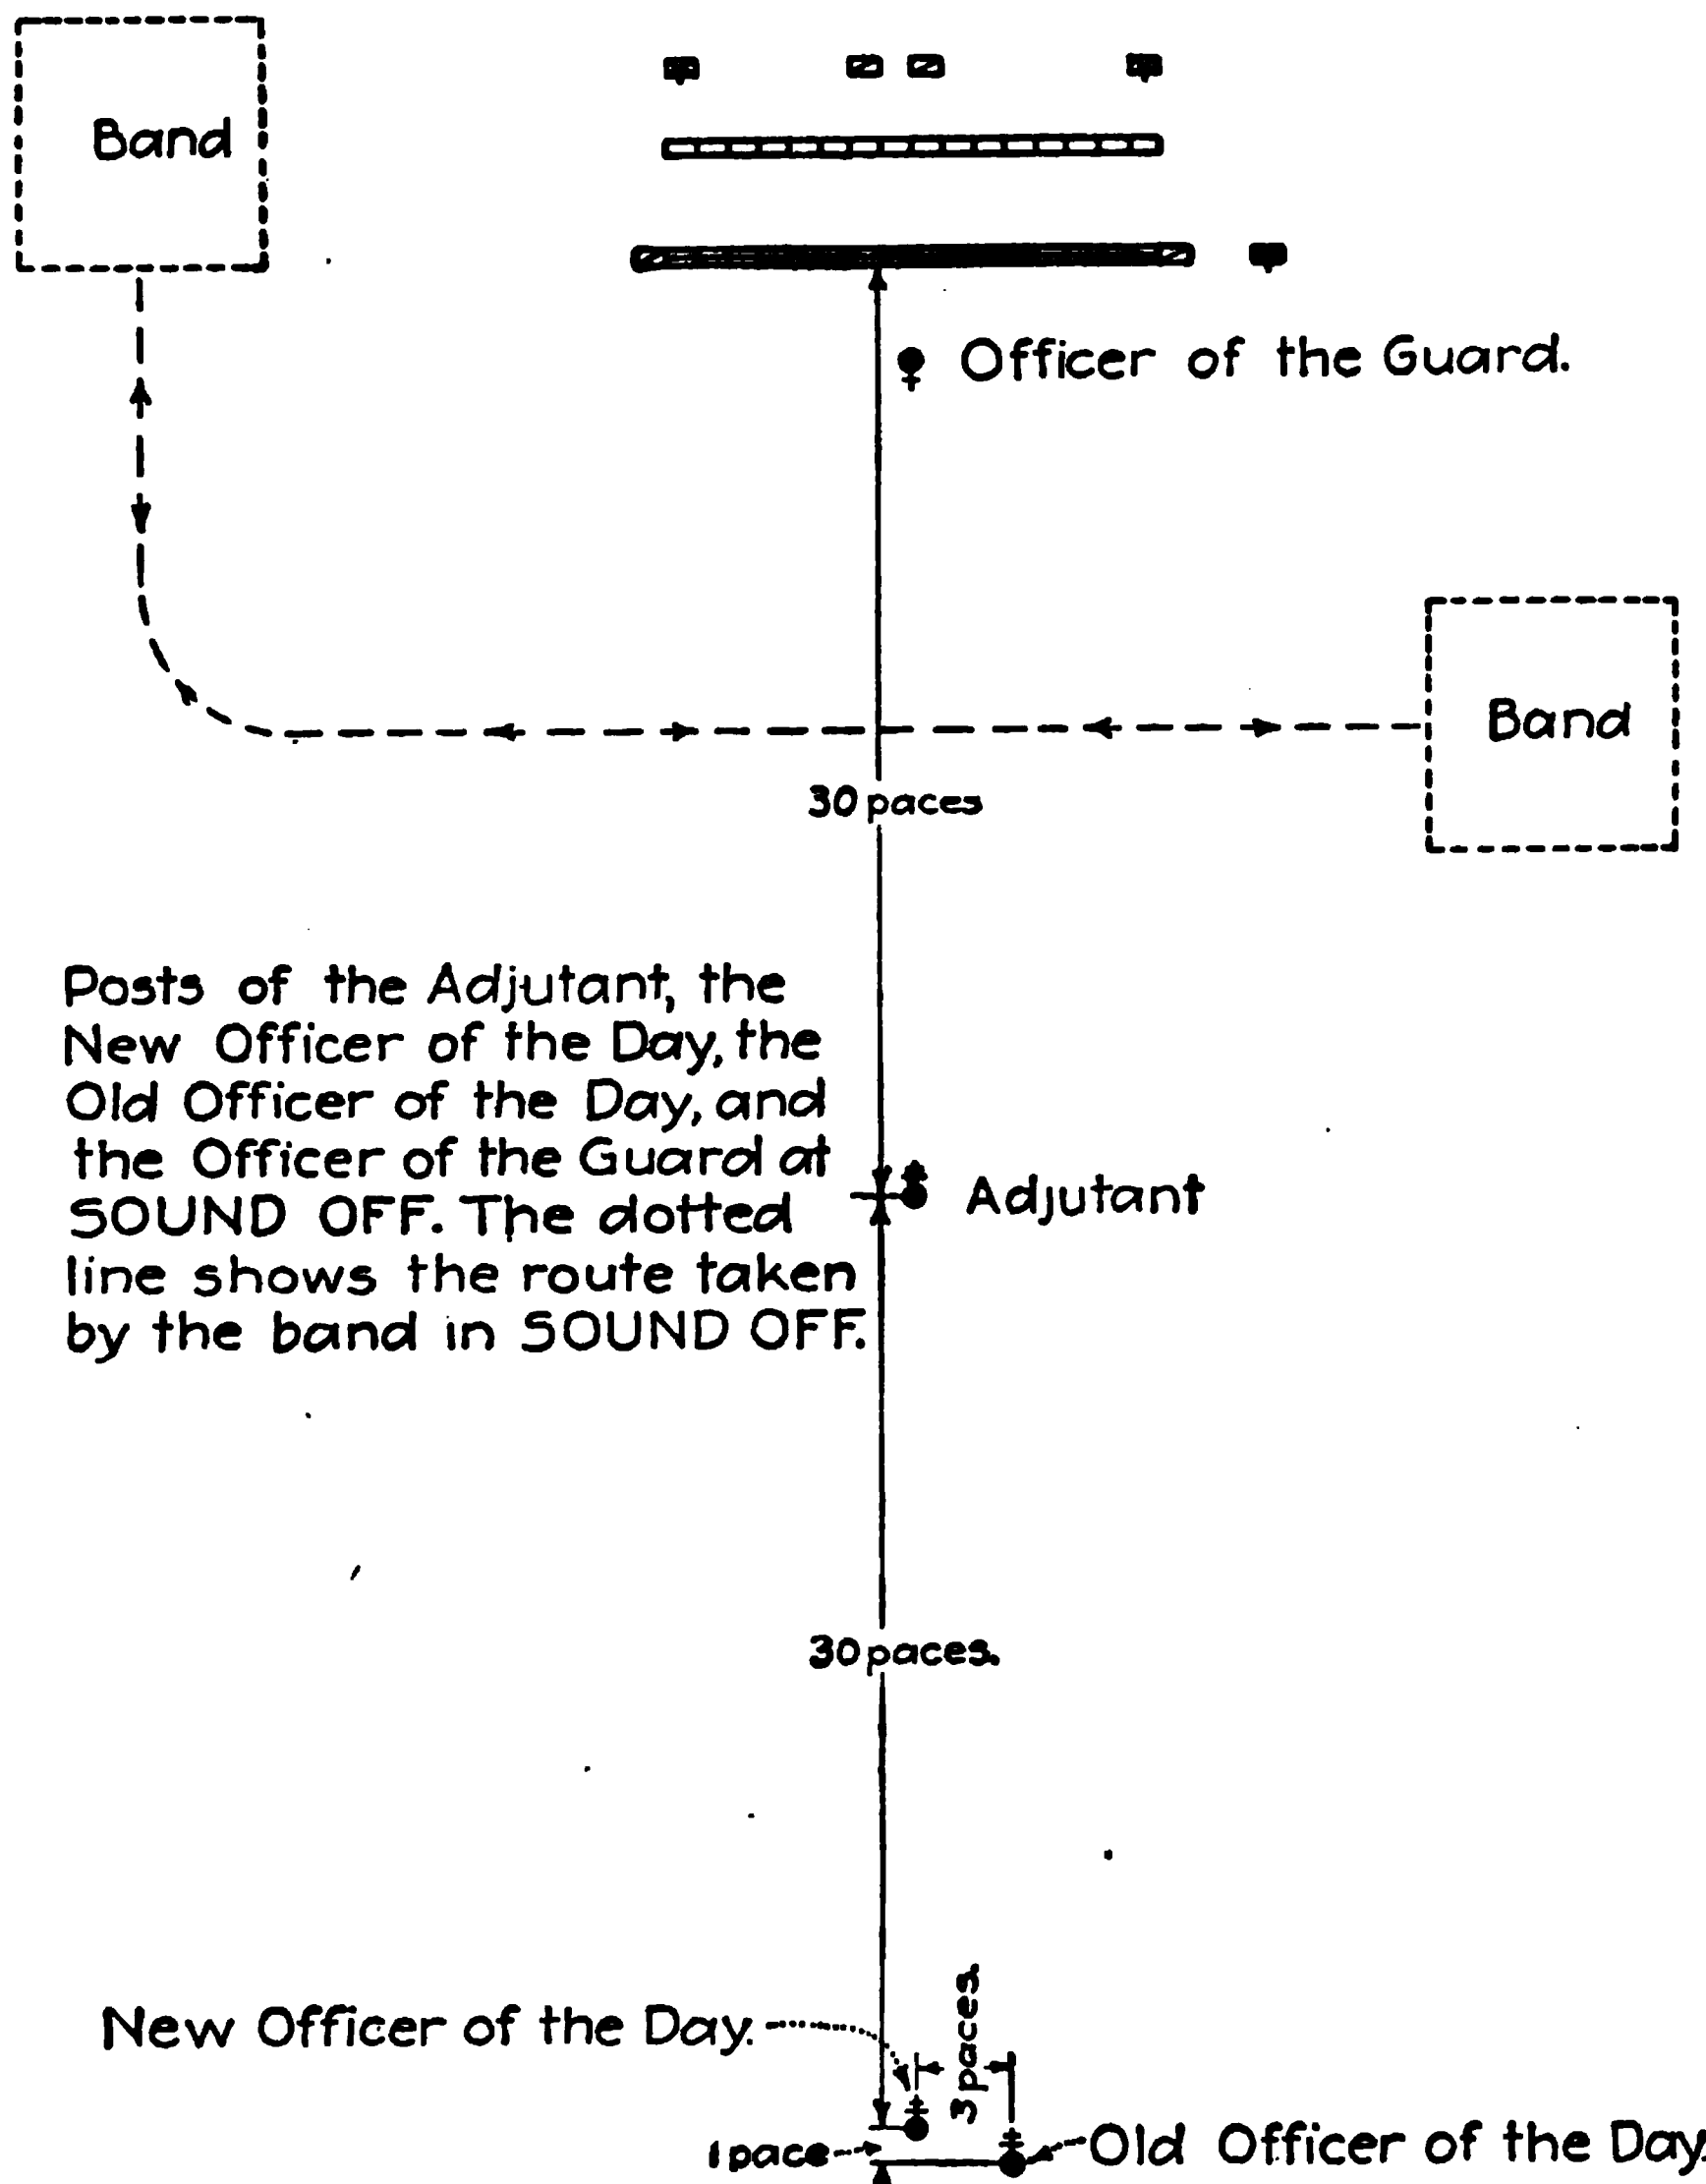 Band
Officer of the Guard.
Band
30 paces
Posts of the Adjutant, the
New Officer of the Day, the
Old Officer of the Day, and
the Officer of the Guard at
SOUND OFF. The dotted
line shows the route taken
by the band in SOUND OFF.
Adjutant
30 paces.
New Officer of the Day.
3 paces.
1 pace
Old Officer of the Day.